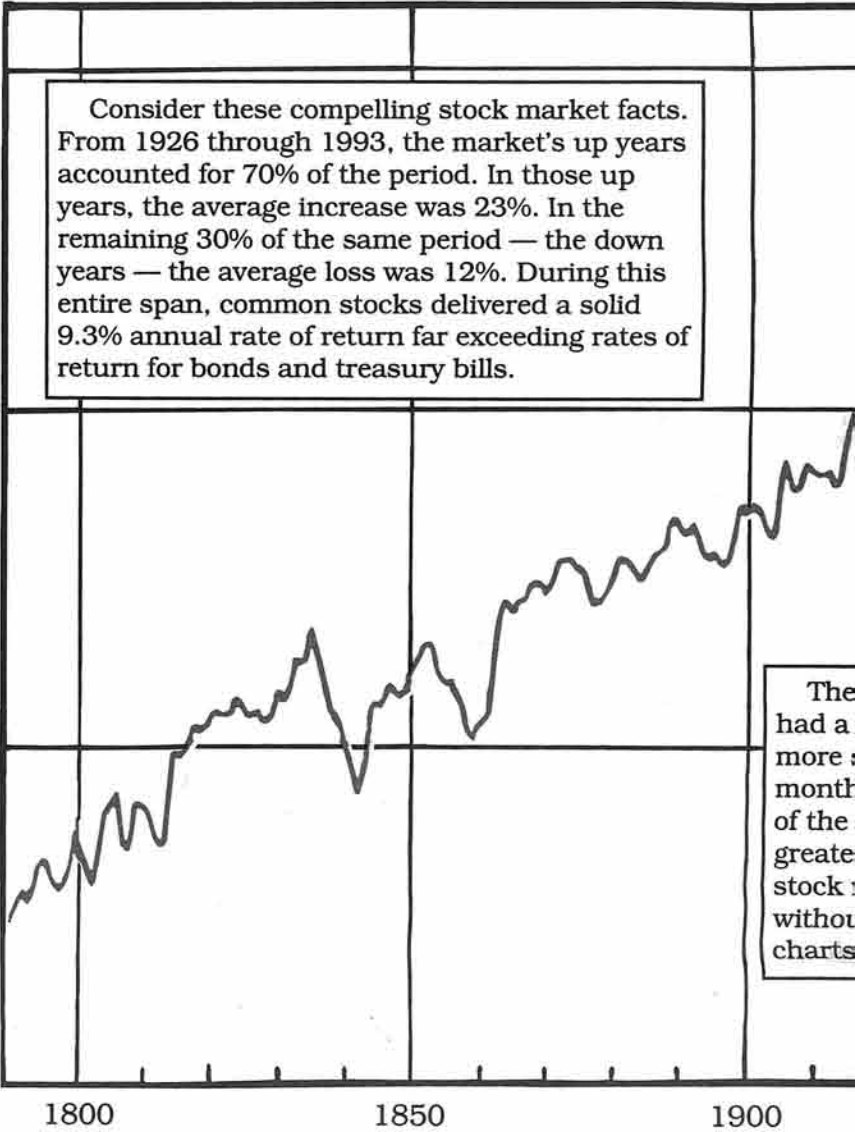 Consider these compelling stock market facts.
From 1926 through 1993, the market's up years
accounted for 70% of the period. In those up
years, the average increase was 23%. In the
remaining 30% of the same period — the down
years — the average loss was 12%. During this
entire span, common stocks delivered a solid
9.3% annual rate of return far exceeding rates of
return for bonds and treasury bills.
The
had a
more
month
of the
greate
stock
withou
charts
1800 1850 1900